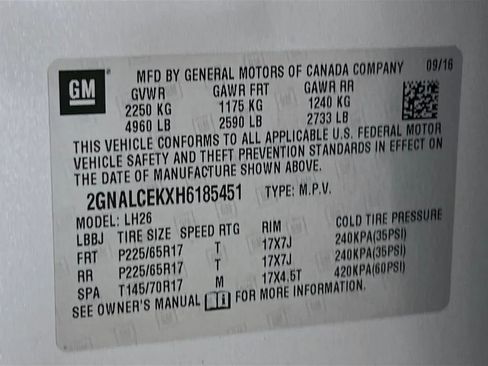 GM
MFD BY GENERAL MOTORS OF CANADA COMPANY 09/16
GVWR GAWR FRT GAWR RR
2250 KG 1175 KG 1240 KG
4960 LB 2590 LB 2733 LB
THIS VEHICLE CONFORMS TO ALL APPLICABLE U.S. FEDERAL MOTOR
VEHICLE SAFETY AND THEFT PREVENTION STANDARDS IN EFFECT ON
THE DATE OF MANUFACTURE SHOWN ABOVE.
2GNALCEKXH6185451 TYPE: M.P.V.
MODEL: LH26
LBBJ TIRE SIZE SPEED RTG RIM COLD TIRE PRESSURE
FRT P225/65R17 T 17X7J 240KPA(35PSI)
RR P225/65R17 T 17X7J 240KPA(35PSI)
SPA T145/70R17 M 17X4.5T 420KPA(60PSI)
SEE OWNER'S MANUAL FOR MORE INFORMATION.